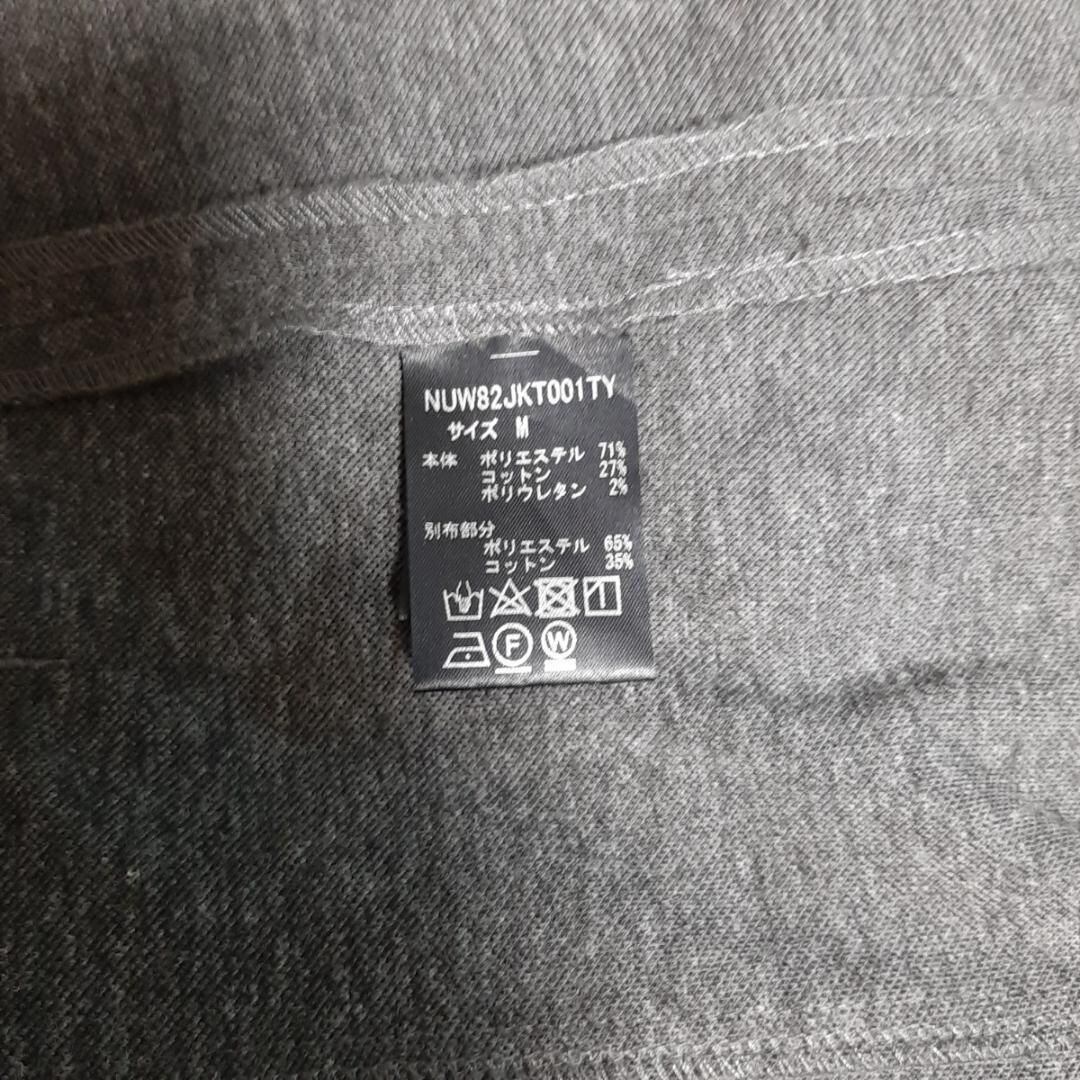 NUW82JKT001TY
サイズ M
本体 ポリエステル 71%
コットン 27%
ポリウレタン 2%
別布部分
ポリエステル 65%
コットン 35%
F W